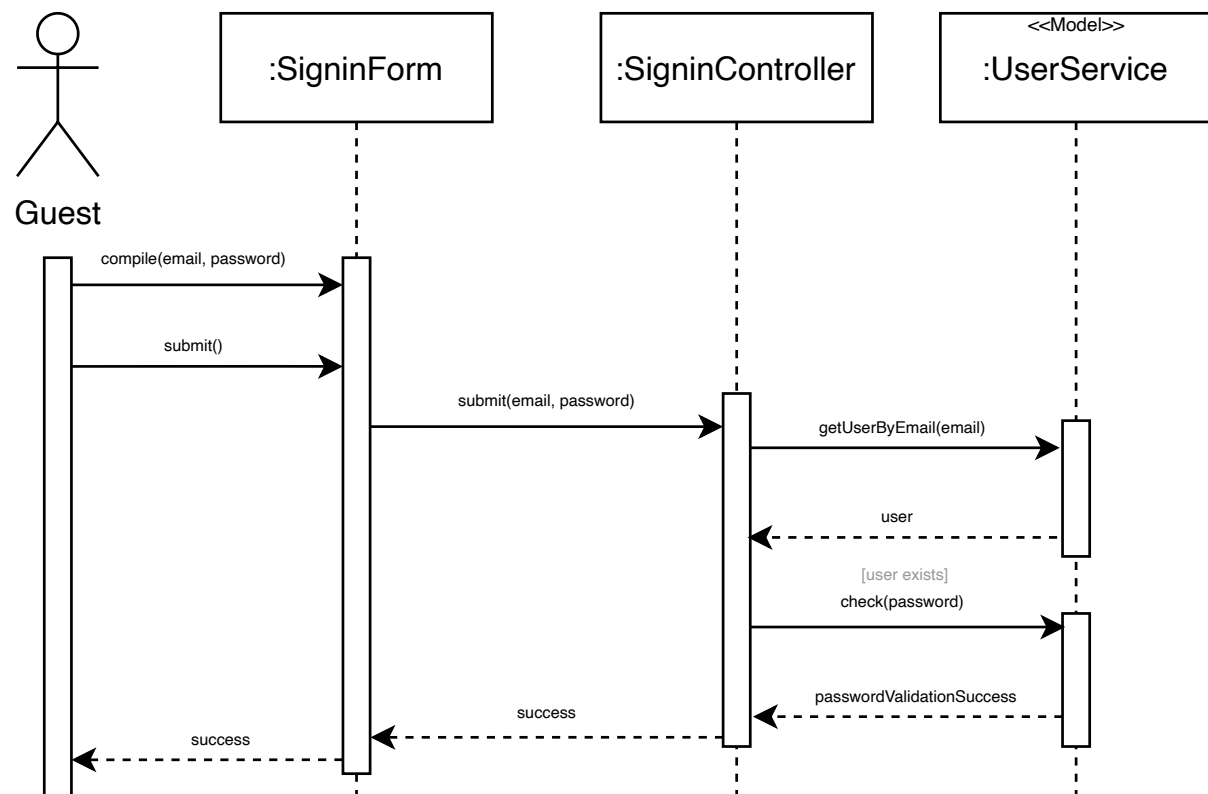 <<Model>>
:SigninForm
:SigninController
:UserService
Guest
compile(email, password)
submit()
submit(email, password)
getUserByEmail(email)
user
[user exists]
check(password)
passwordValidationSuccess
success
success